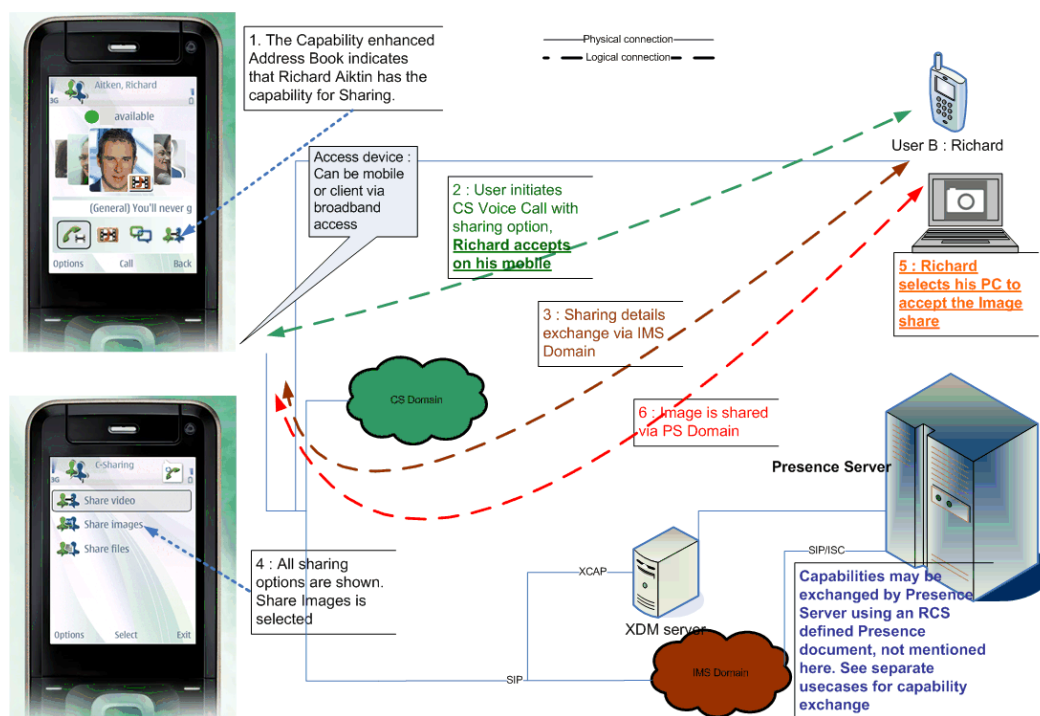 1. The Capability enhanced
Address Book indicates
that Richard Aiktin has the
capability for Sharing.
Physical connection
Logical connection
3G
Aitken, Richard
available
(General) You'll never g
Options
Call
Back
Access device :
Can be mobile
or client via
broadband
access
2 : User initiates
CS Voice Call with
sharing option,
Richard accepts
on his mobile
User B : Richard
5 : Richard
selects his PC to
accept the Image
share
3 : Sharing details
exchange via IMS
Domain
CS Domain
6 : Image is shared
via PS Domain
Presence Server
3G
C-Sharing
Share video
Share images
Share files
Options
Select
Exit
4 : All sharing
options are shown.
Share Images is
selected
XCAP
XDM server
SIP/ISC
SIP
IMS Domain
Capabilities may be
exchanged by Presence
Server using an RCS
defined Presence
document, not mentioned
here. See separate
usecases for capability
exchange